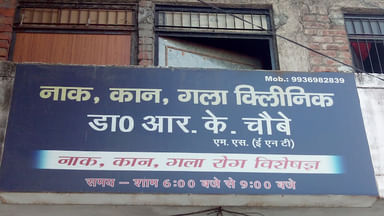 Mob.: 9936982839
नाक, कान, गला क्लिनिक
डा0 आर. के. चौबे
एम. एस. (ई एन टी)
नाक, कान, गला रोग विशेषज्ञ
समय – शाम 6:00 बजे से 9:00 बजे